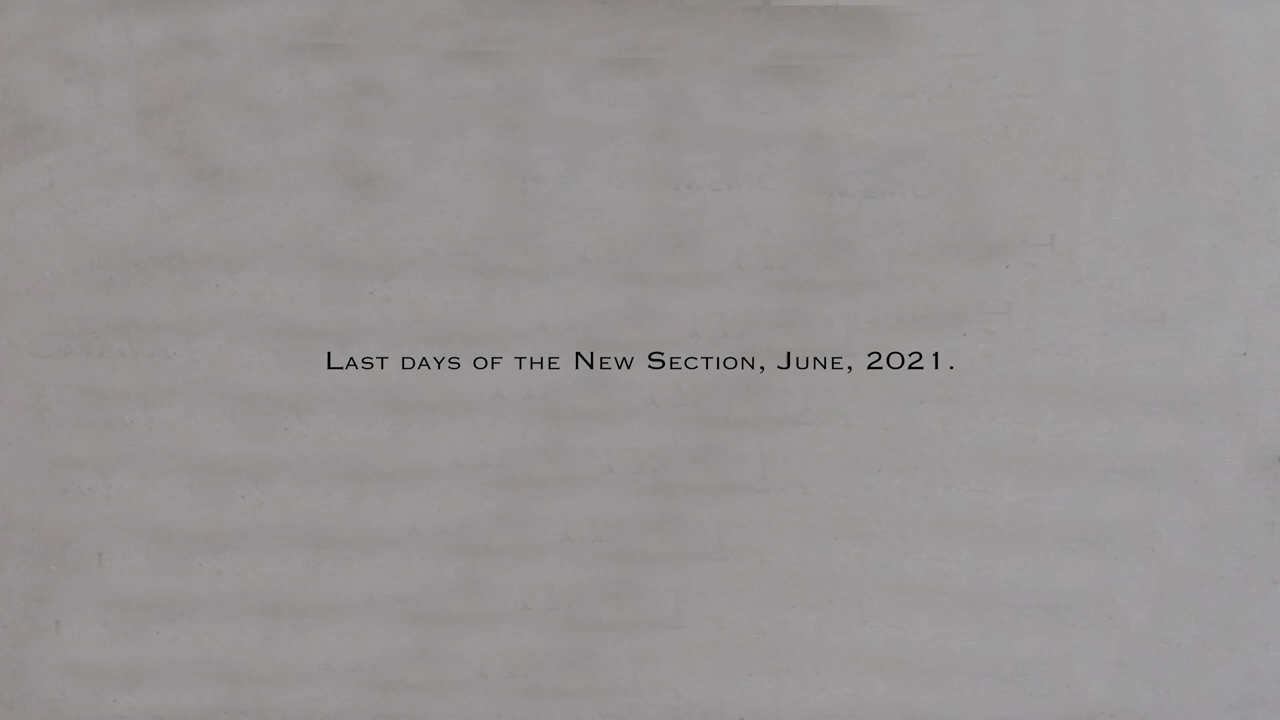 Last days of the New Section, June, 2021.